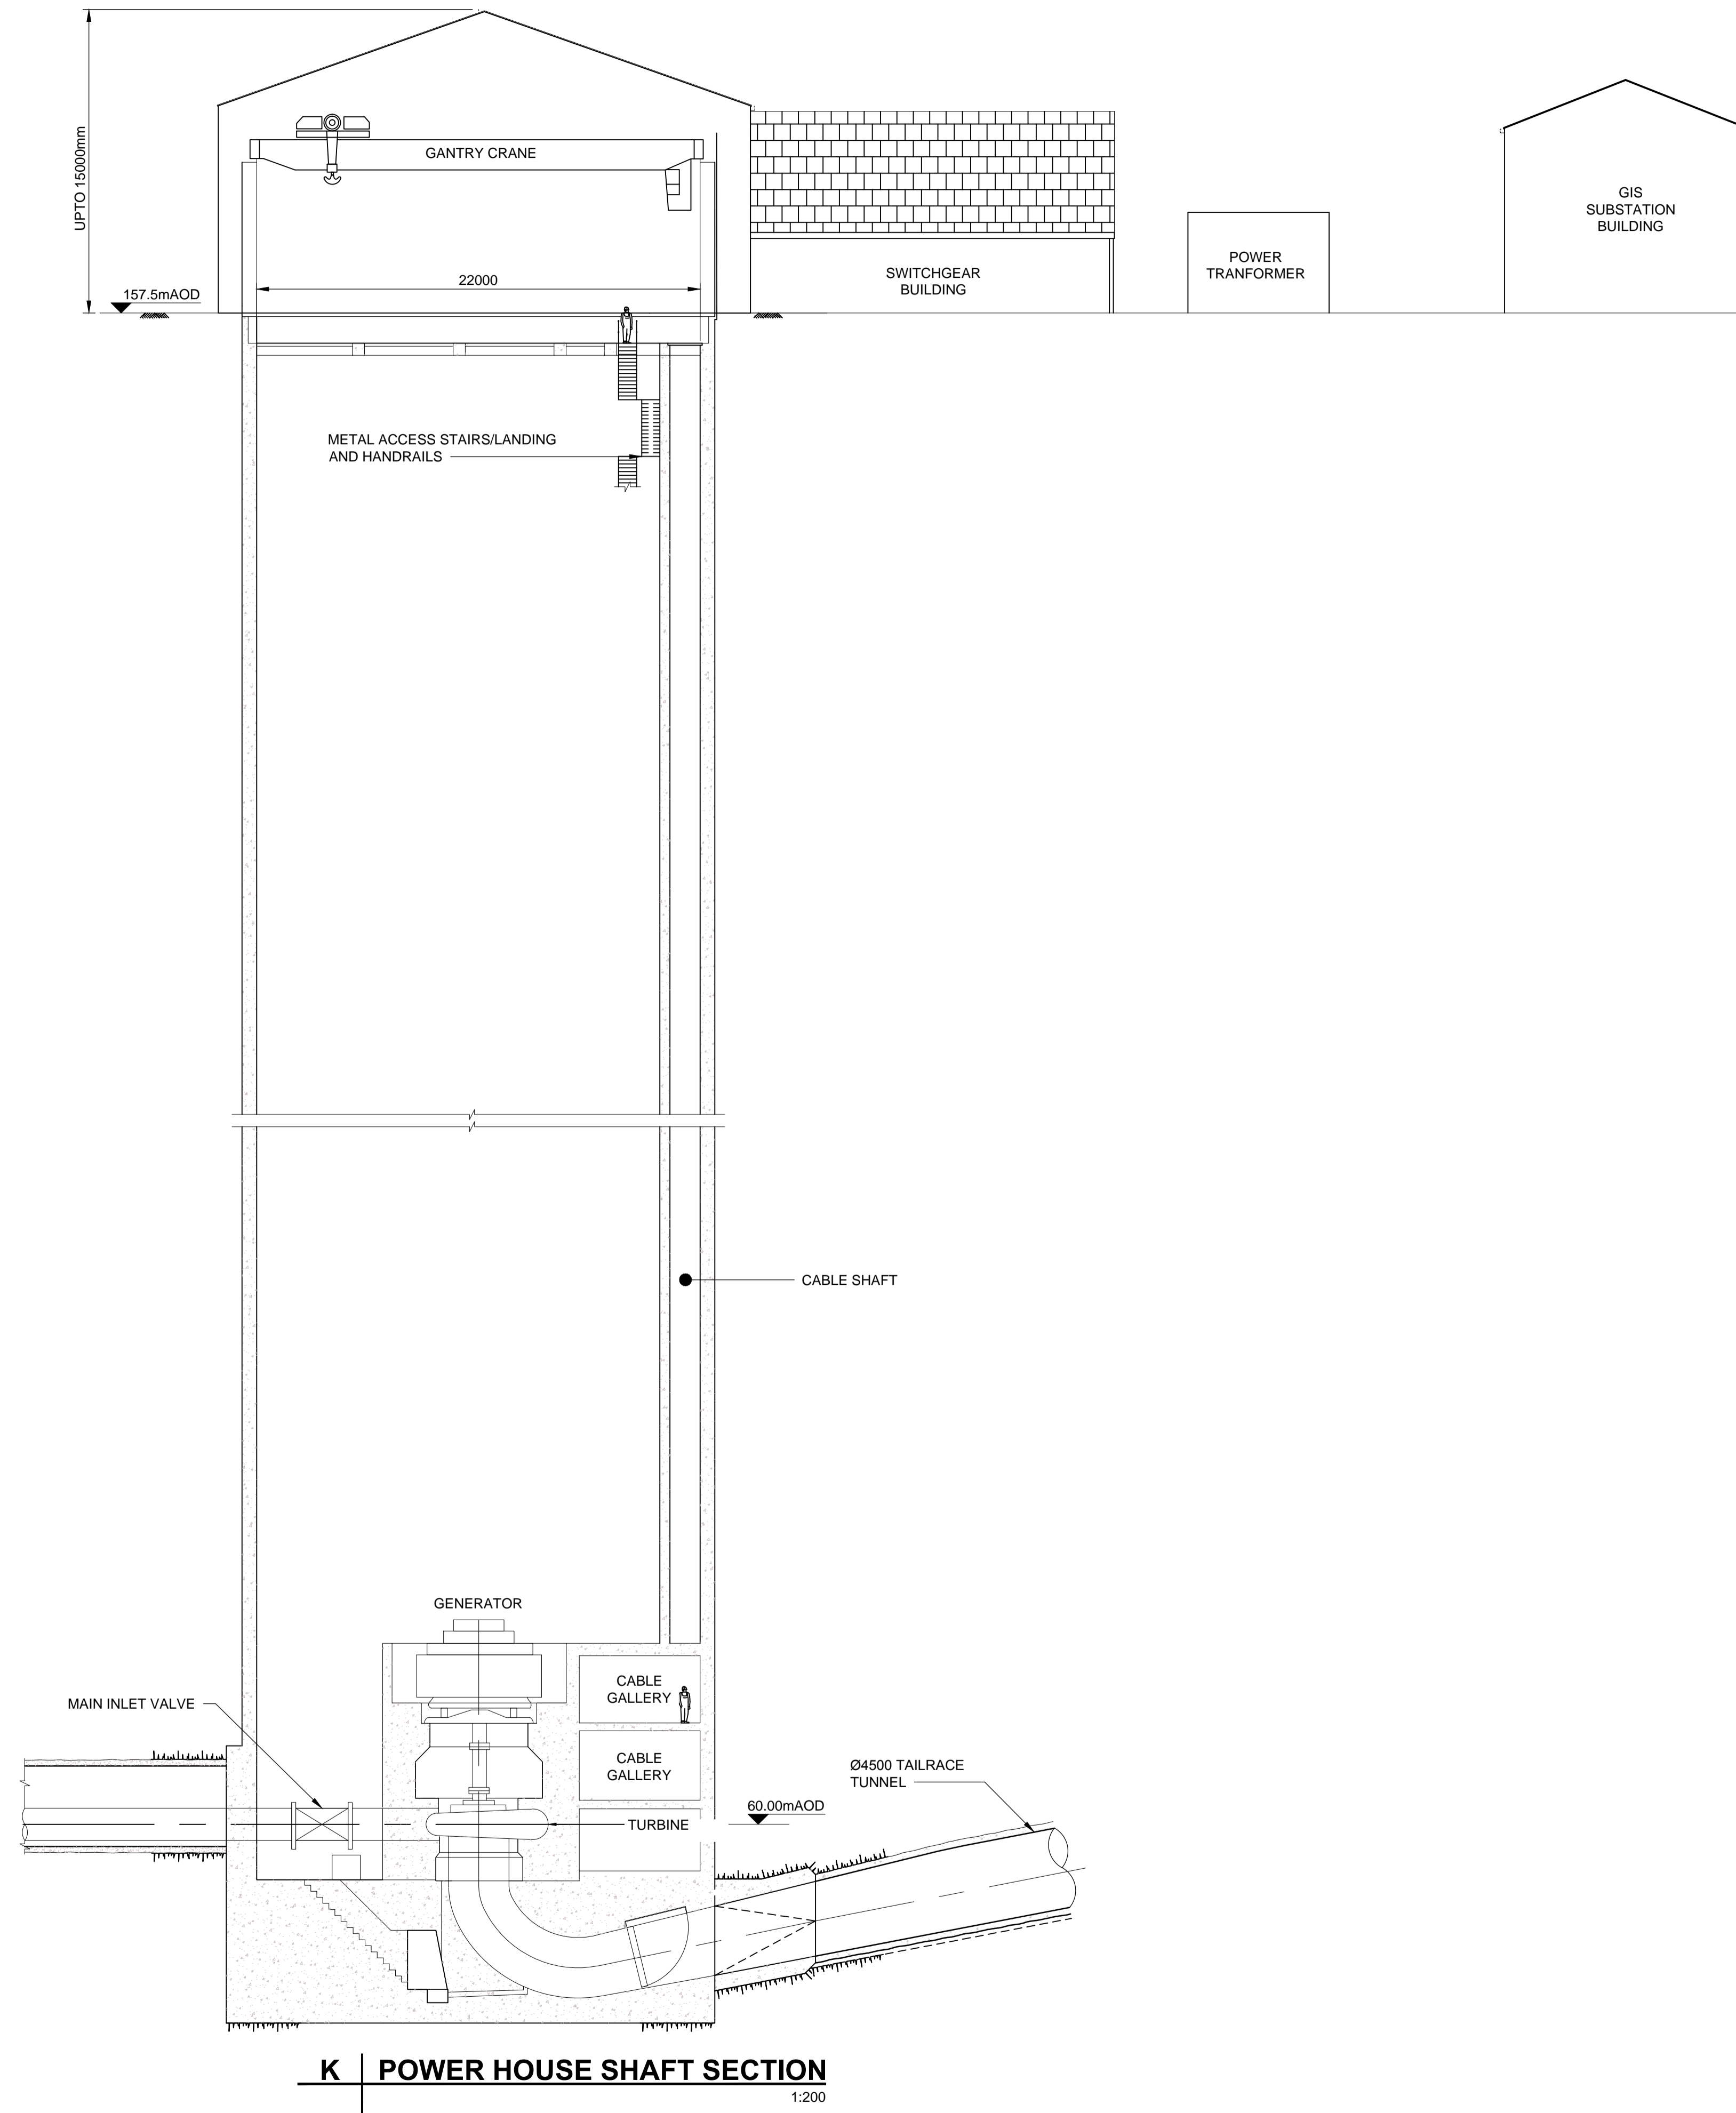 UPTO 15000mm
GANTRY CRANE
GIS
SUBSTATION
BUILDING
POWER
TRANFORMER
SWITCHGEAR
BUILDING
22000
157.5mAOD
METAL ACCESS STAIRS/LANDING
AND HANDRAILS
CABLE SHAFT
GENERATOR
CABLE
GALLERY
MAIN INLET VALVE
CABLE
GALLERY
Ø4500 TAILRACE
TUNNEL
60.00mAOD
TURBINE
K POWER HOUSE SHAFT SECTION
1:200